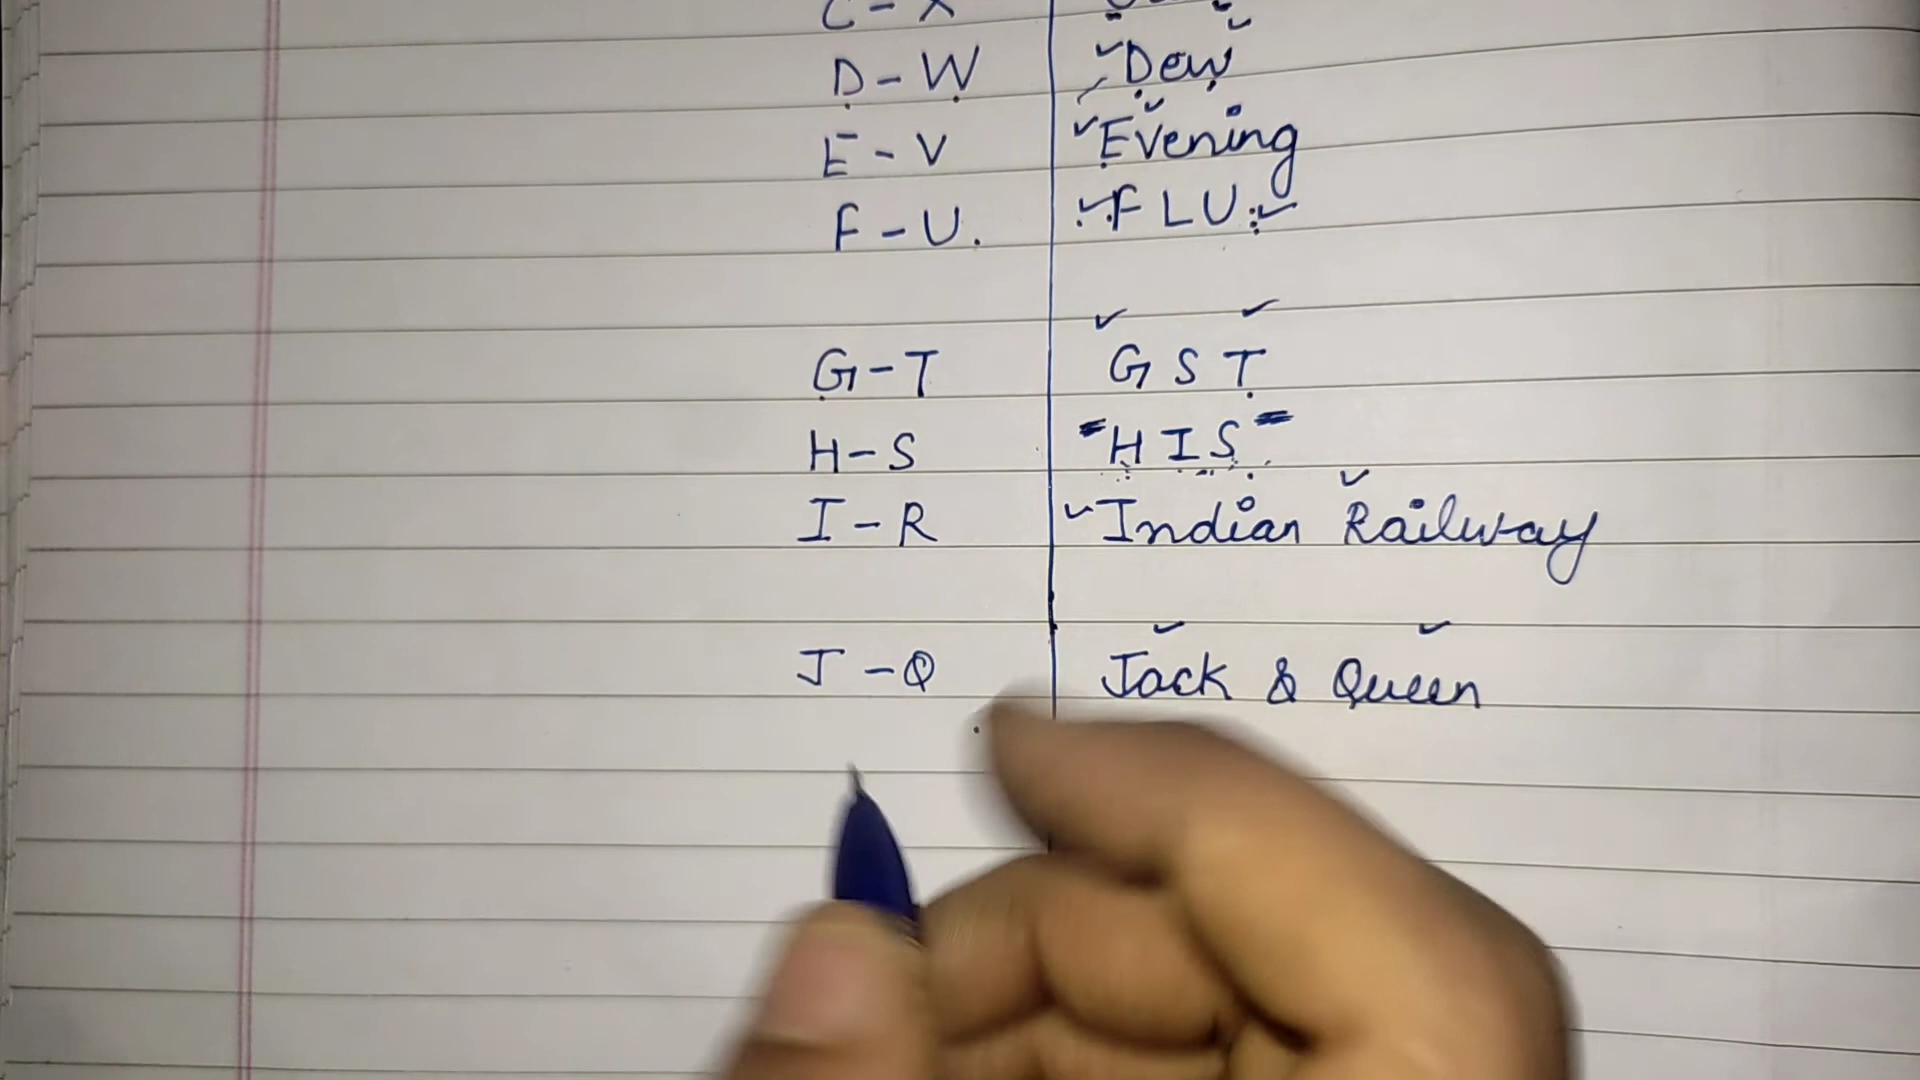 C - X
D - W Dew
E - V Evening
F - U. FLU.
G - T GST
H - S HIS
I - R Indian Railway
J - Q Jack & Queen